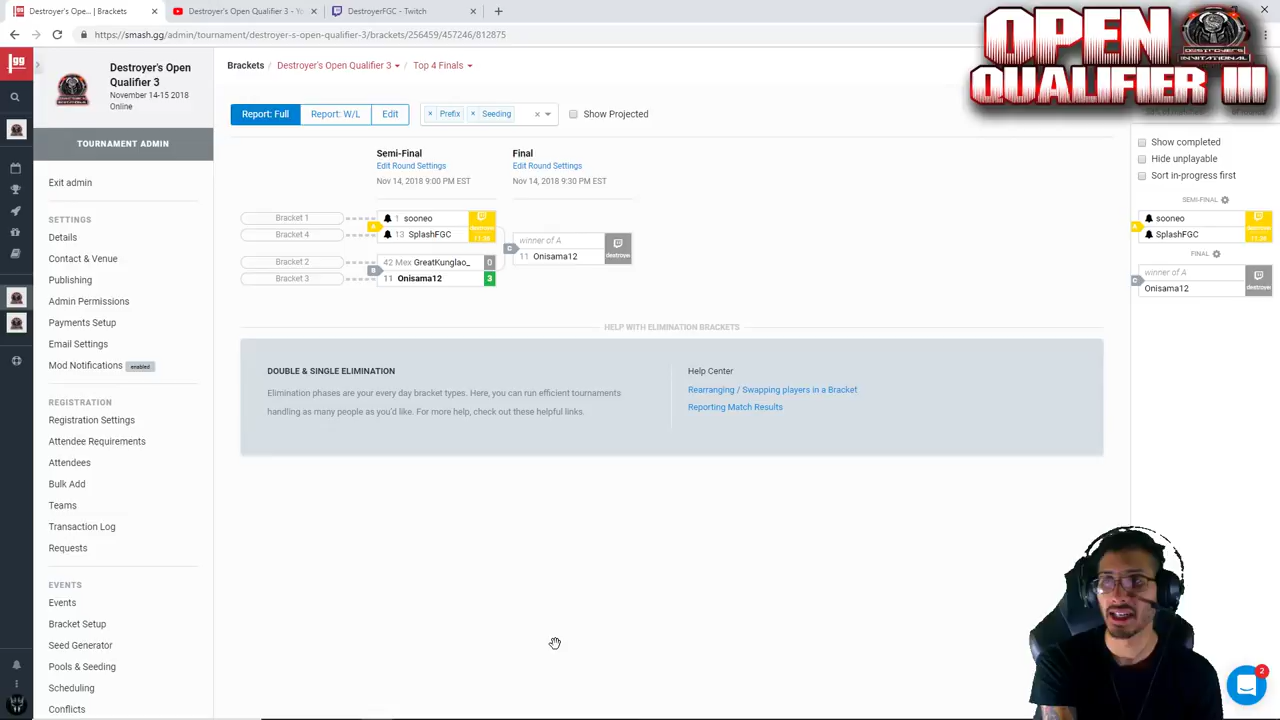 Destroyer's Open... | Brackets
Destroyer's Open Qualifier 3 - Yo
DestroyerFGC - Twitch
https://smash.gg/admin/tournament/destroyer-s-open-qualifier-3/brackets/256459/457246/812875
OPEN
QUALIFIER III
DESTROYER'S
INVITATIONAL
.gg
Destroyer's Open
Qualifier 3
November 14-15 2018
Online
TOURNAMENT ADMIN
Exit admin
SETTINGS
Details
Contact & Venue
Publishing
Admin Permissions
Payments Setup
Email Settings
Mod Notifications enabled
REGISTRATION
Registration Settings
Attendee Requirements
Attendees
Bulk Add
Teams
Transaction Log
Requests
EVENTS
Events
Bracket Setup
Seed Generator
Pools & Seeding
Scheduling
Conflicts
Brackets / Destroyer's Open Qualifier 3 / Top 4 Finals
Report: Full
Report: W/L
Edit
× Prefix × Seeding ×
Show Projected
Semi-Final
Edit Round Settings
Nov 14, 2018 9:00 PM EST
Final
Edit Round Settings
Nov 14, 2018 9:30 PM EST
Bracket 1
Bracket 4
Bracket 2
Bracket 3
A
1 sooneo
13 SplashFGC
B
42 Mex GreatKunglao_ 0
11 Onisama12 3
C
winner of A
11 Onisama12
destroye
HELP WITH ELIMINATION BRACKETS
DOUBLE & SINGLE ELIMINATION
Elimination phases are your every day bracket types. Here, you can run efficient tournaments
handling as many people as you'd like. For more help, check out these helpful links.
Help Center
Rearranging / Swapping players in a Bracket
Reporting Match Results
Show completed
Hide unplayable
Sort in-progress first
SEMI-FINAL
A
sooneo
SplashFGC
FINAL
C
winner of A
Onisama12
destroye
2